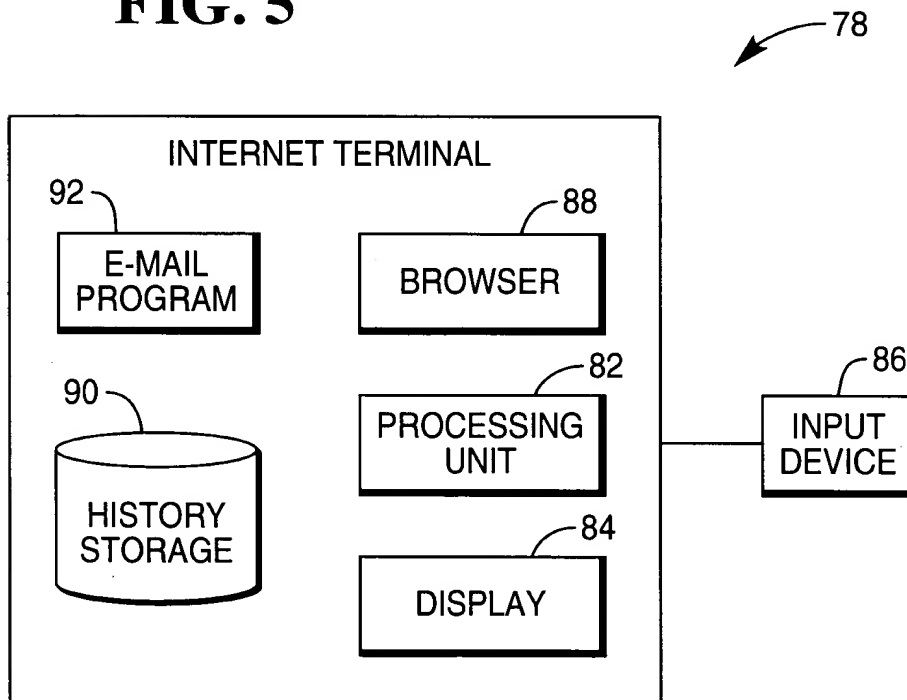 FIG. 5
78
INTERNET TERMINAL
92
88
E-MAIL
PROGRAM
BROWSER
90
82
86
HISTORY
STORAGE
PROCESSING
UNIT
INPUT
DEVICE
84
DISPLAY